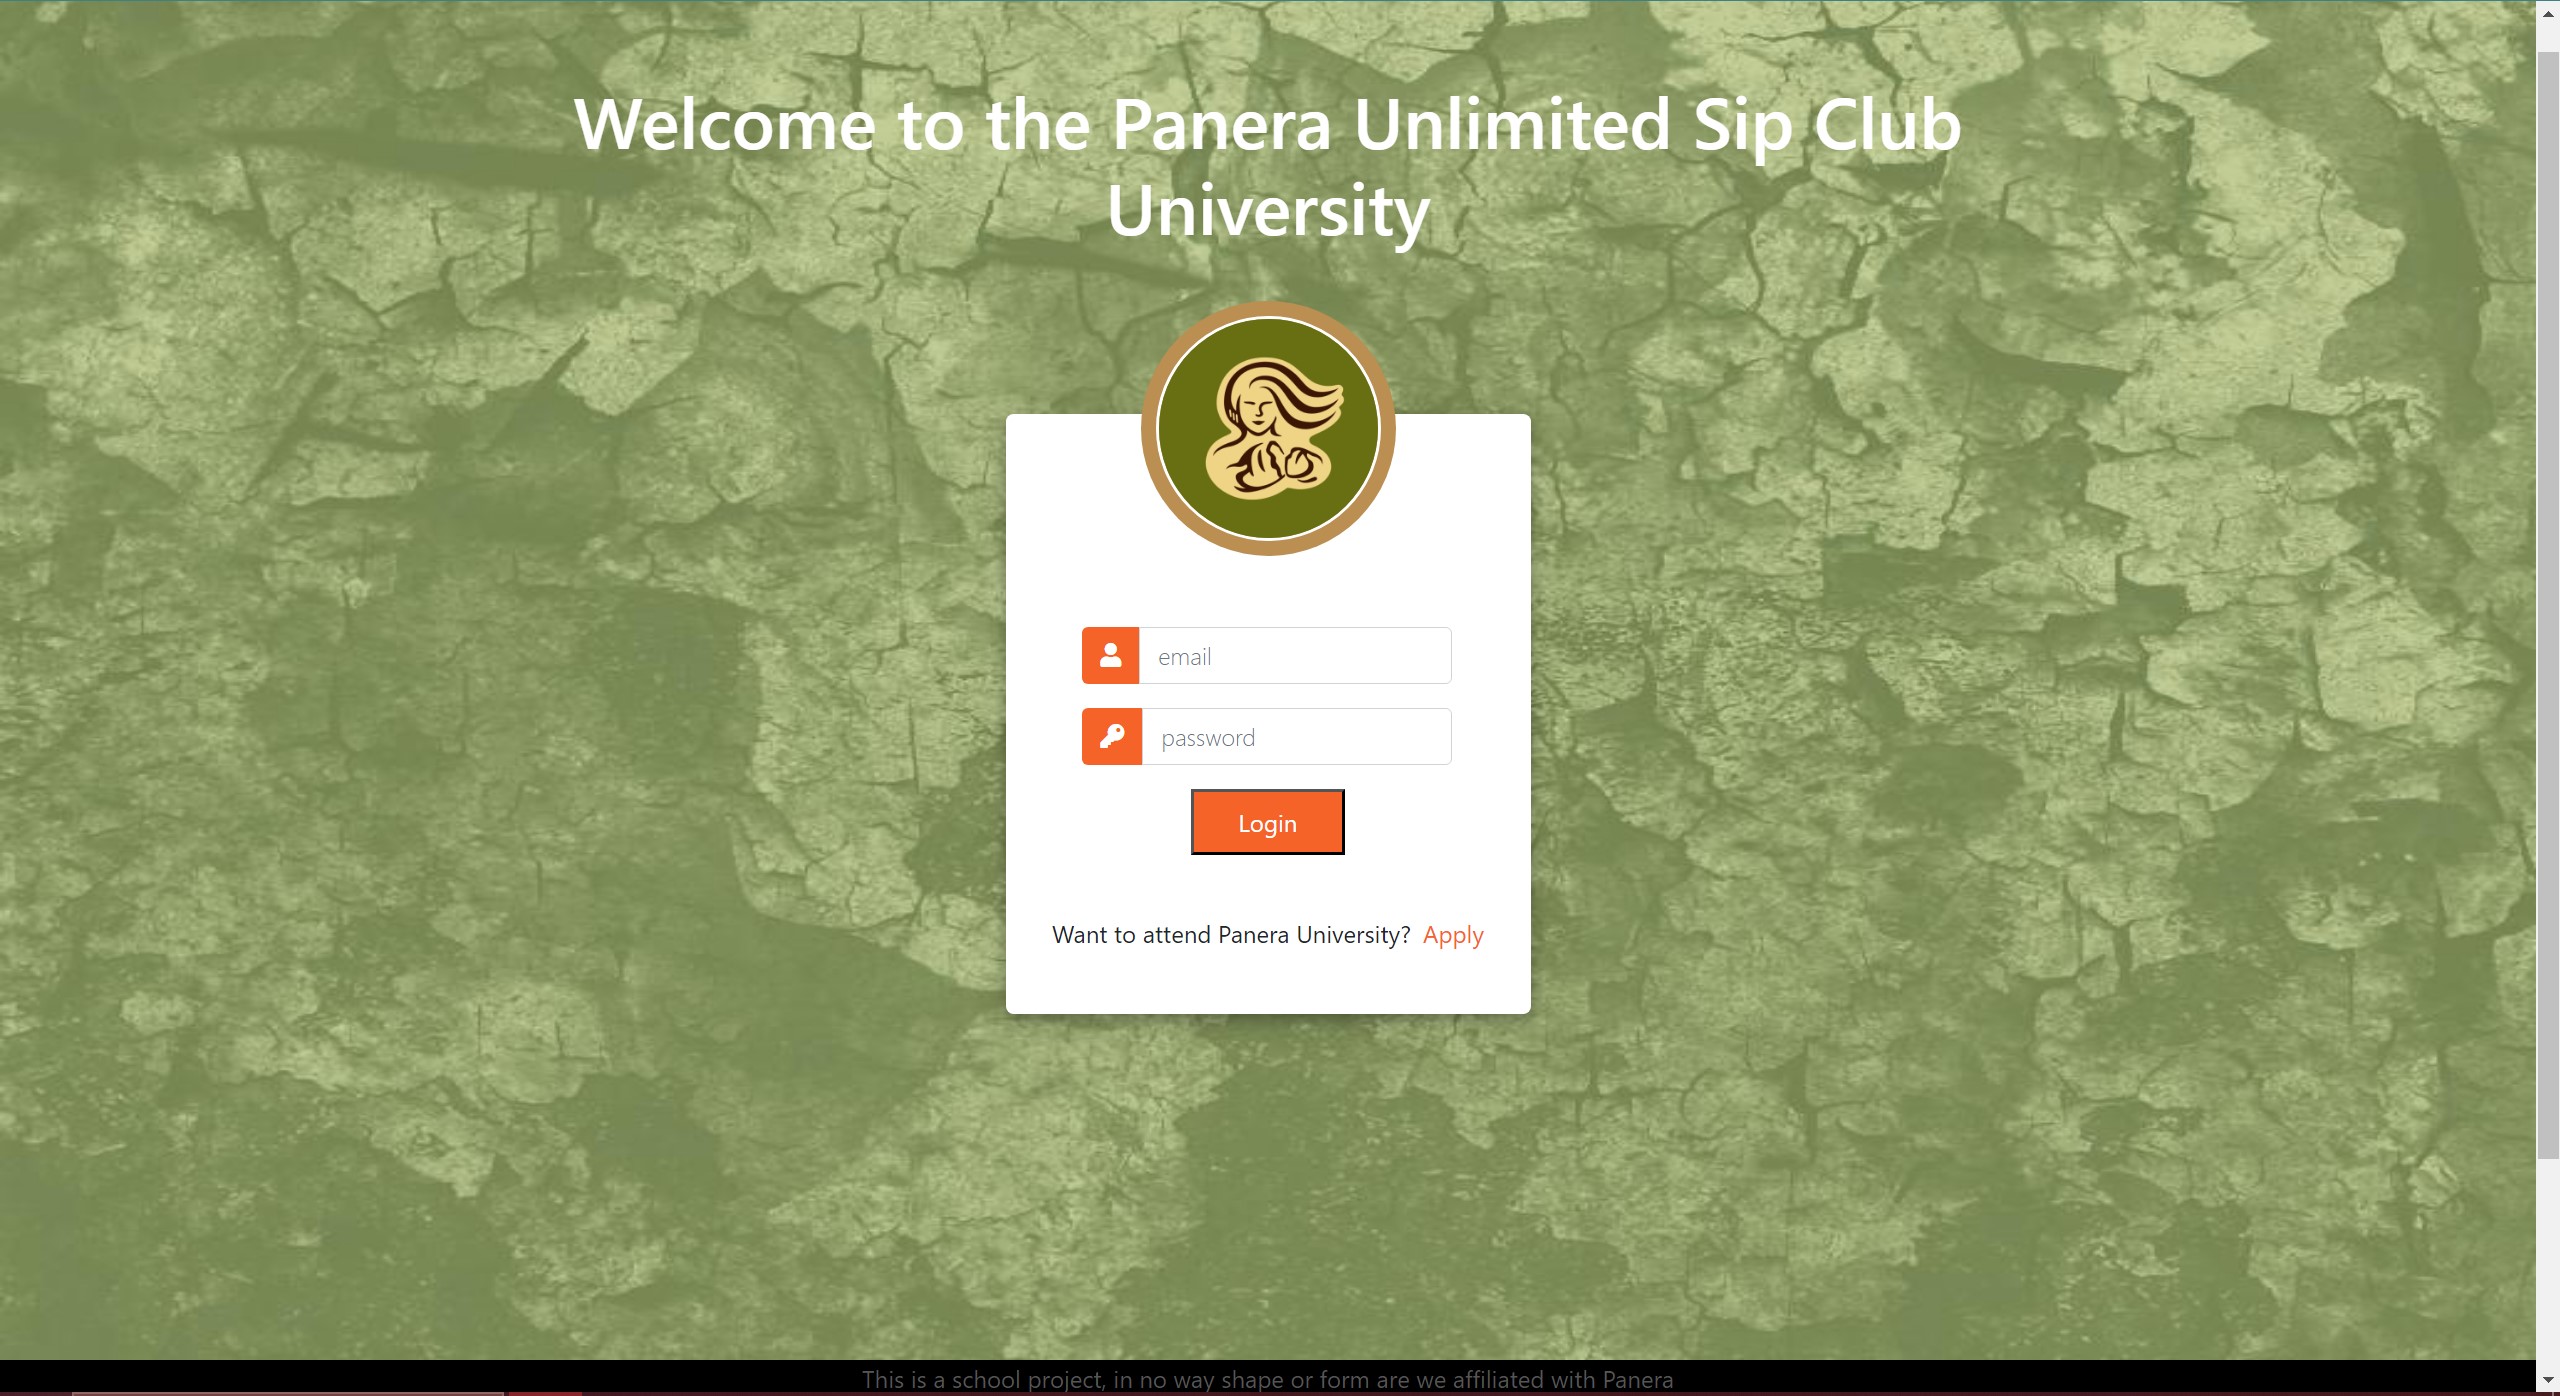 Welcome to the Panera Unlimited Sip Club
University
email
password
Login
Want to attend Panera University? Apply
This is a school project, in no way shape or form are we affiliated with Panera